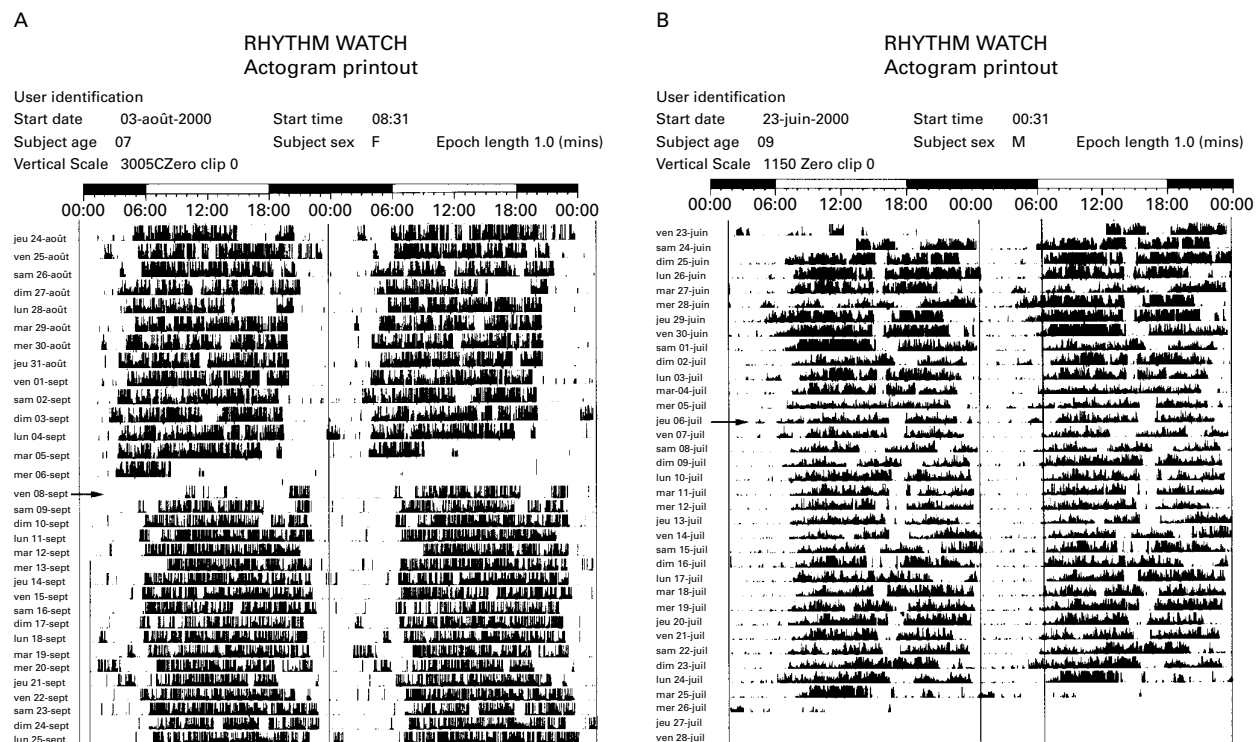 A
RHYTHM WATCH
Actogram printout
User identification
Start date 03-août-2000 Start time 08:31
Subject age 07 Subject sex F Epoch length 1.0 (mins)
Vertical Scale 3005CZero clip 0
00:00 06:00 12:00 18:00 00:00 06:00 12:00 18:00 00:00
jeu 24-août
ven 25-août
sam 26-août
dim 27-août
lun 28-août
mar 29-août
mer 30-août
jeu 31-août
ven 01-sept
sam 02-sept
dim 03-sept
lun 04-sept
mar 05-sept
mer 06-sept
ven 08-sept
sam 09-sept
dim 10-sept
lun 11-sept
mar 12-sept
mer 13-sept
jeu 14-sept
ven 15-sept
sam 16-sept
dim 17-sept
lun 18-sept
mar 19-sept
mer 20-sept
jeu 21-sept
ven 22-sept
sam 23-sept
dim 24-sept
lun 25-sept
B
RHYTHM WATCH
Actogram printout
User identification
Start date 23-juin-2000 Start time 00:31
Subject age 09 Subject sex M Epoch length 1.0 (mins)
Vertical Scale 1150 Zero clip 0
00:00 06:00 12:00 18:00 00:00 06:00 12:00 18:00 00:00
ven 23-juin
sam 24-juin
dim 25-juin
lun 26-juin
mar 27-juin
mer 28-juin
jeu 29-juin
ven 30-juin
sam 01-juil
dim 02-juil
lun 03-juil
mar-04-juil
mer 05-juil
jeu 06-juil
ven 07-juil
sam 08-juil
dim 09-juil
lun 10-juil
mar 11-juil
mer 12-juil
jeu 13-juil
ven 14-juil
sam 15-juil
dim 16-juil
lun 17-juil
mar 18-juil
mer 19-juil
jeu 20-juil
ven 21-juil
sam 22-juil
dim 23-juil
lun 24-juil
mar 25-juil
mer 26-juil
jeu 27-juil
ven 28-juil